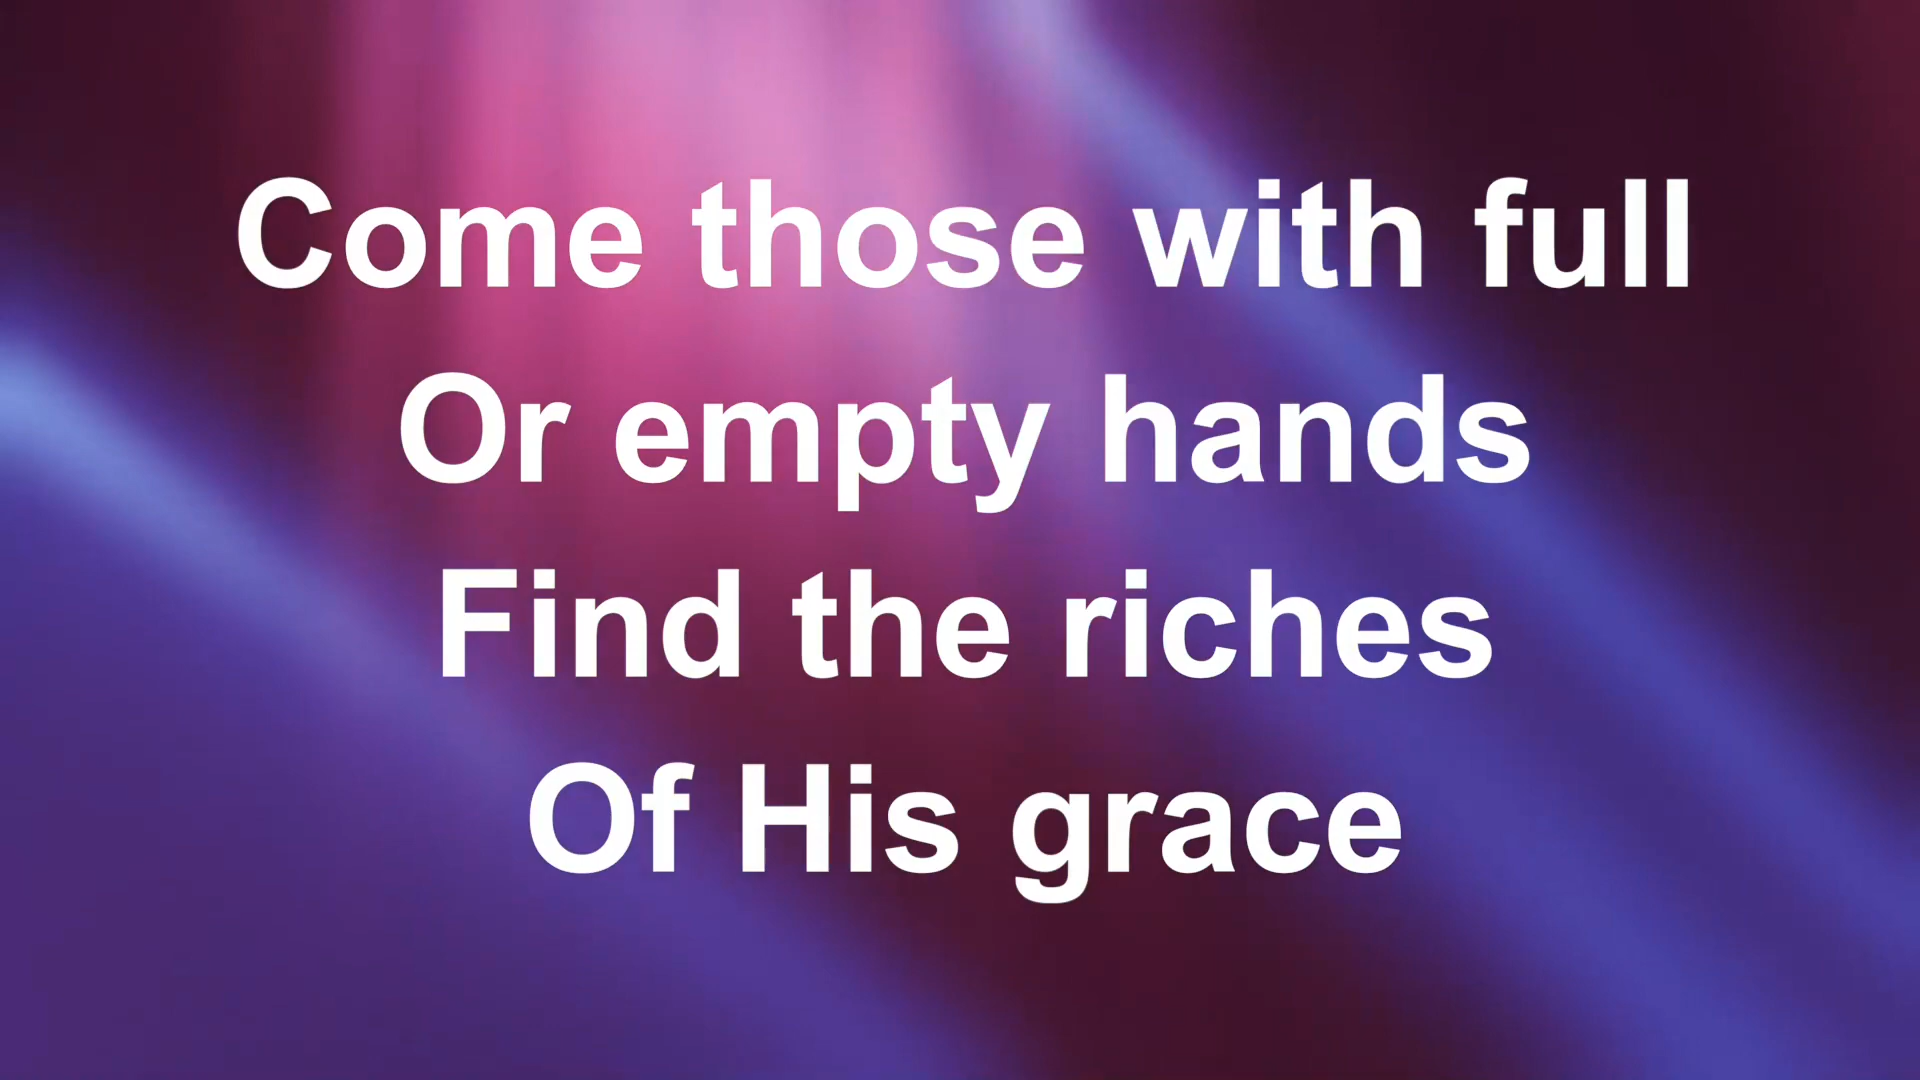 Come those with full
Or empty hands
Find the riches
Of His grace